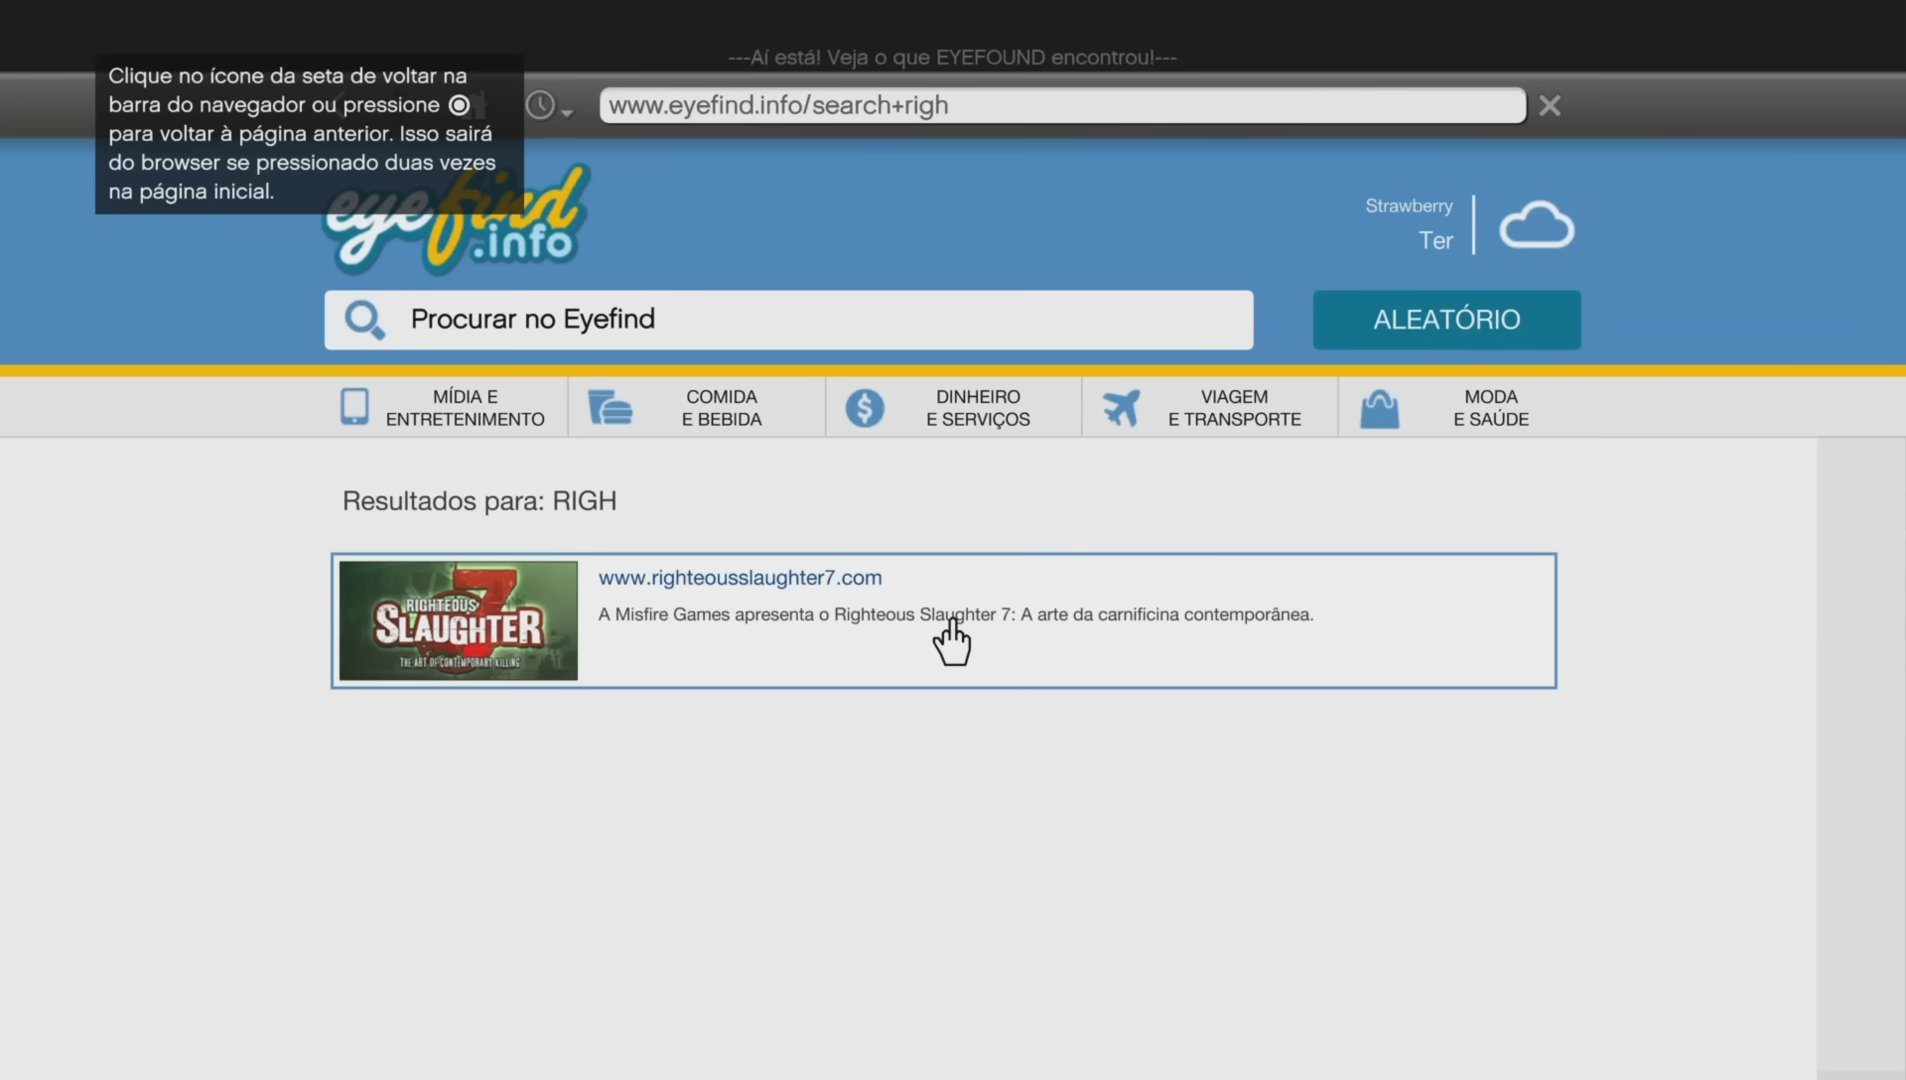 ---Aí está! Veja o que EYEFOUND encontrou!---
Clique no ícone da seta de voltar na
barra do navegador ou pressione
para voltar à página anterior. Isso sairá
do browser se pressionado duas vezes
na página inicial.
www.eyefind.info/search+righ
eyefind
.info
Strawberry
Ter
Procurar no Eyefind
ALEATÓRIO
MÍDIA E
ENTRETENIMENTO
COMIDA
E BEBIDA
DINHEIRO
E SERVIÇOS
VIAGEM
E TRANSPORTE
MODA
E SAÚDE
Resultados para: RIGH
7
RIGHTEOUS
SLAUGHTER
THE ART OF CONTEMPORARY KILLING
www.righteousslaughter7.com
A Misfire Games apresenta o Righteous Slaughter 7: A arte da carnificina contemporânea.